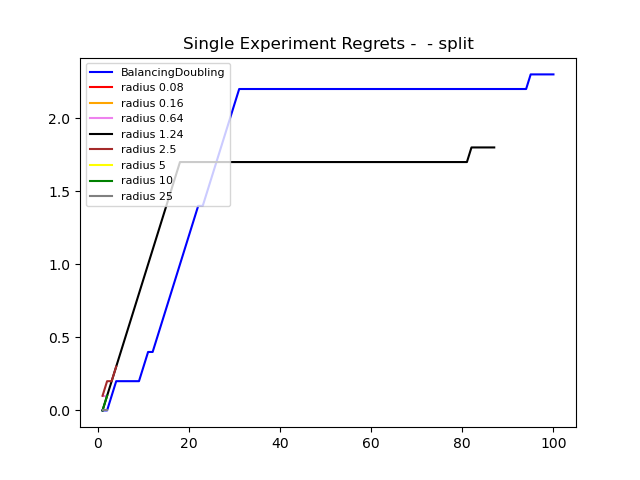 Single Experiment Regrets -  - split
BalancingDoubling
radius 0.08
radius 0.16
radius 0.64
radius 1.24
radius 2.5
radius 5
radius 10
radius 25
2.0
1.5
1.0
0.5
0.0
0 20 40 60 80 100